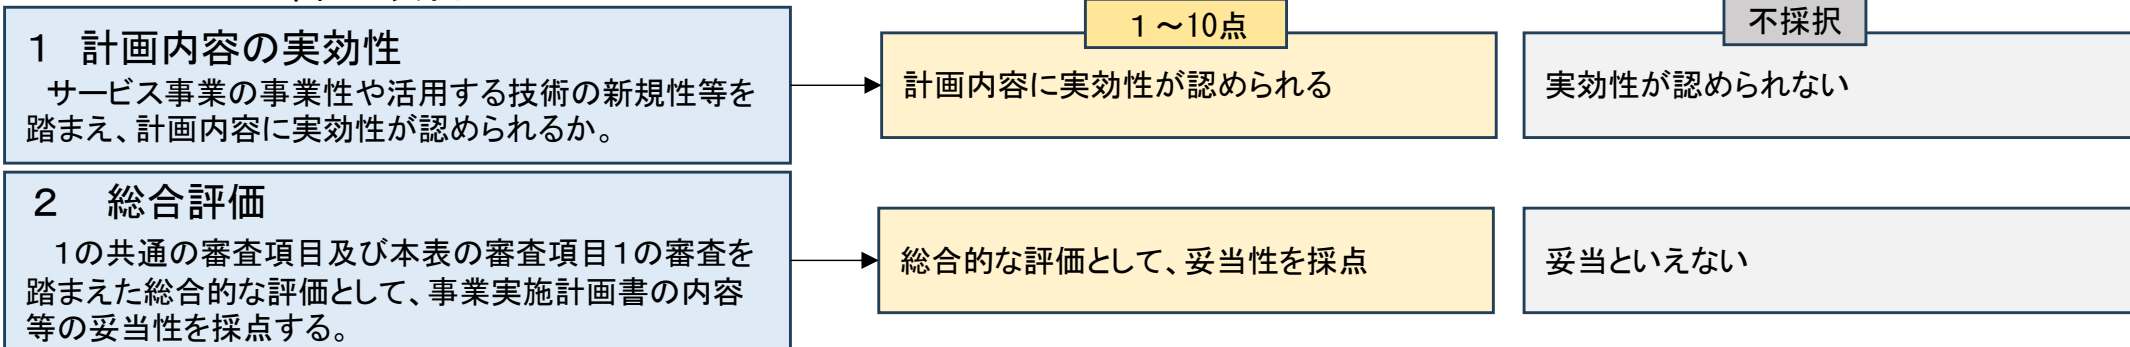 1 計画内容の実効性
サービス事業の事業性や活用する技術の新規性等を
踏まえ、計画内容に実効性が認められるか。
1～10点
計画内容に実効性が認められる
不採択
実効性が認められない
2 総合評価
1の共通の審査項目及び本表の審査項目1の審査を
踏まえた総合的な評価として、事業実施計画書の内容
等の妥当性を採点する。
総合的な評価として、妥当性を採点
妥当といえない